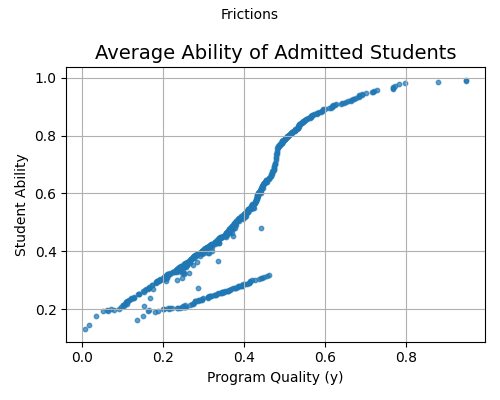 Frictions
Average Ability of Admitted Students
1.0
0.8
0.6
0.4
0.2
Student Ability
0.0 0.2 0.4 0.6 0.8
Program Quality (y)